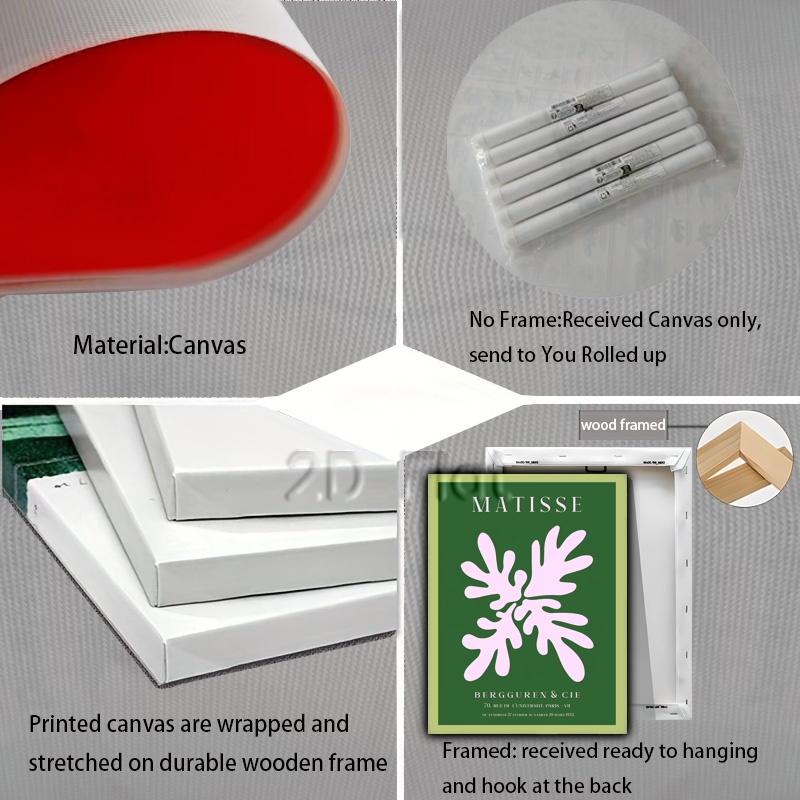 Material:Canvas
No Frame:Received Canvas only,
send to You Rolled up
2D Flat
wood framed
MATISSE
BERGGUREN & CIE
70, RUE DE L'UNIVERSITE, PARIS - VII
Printed canvas are wrapped and
stretched on durable wooden frame
Framed: received ready to hanging
and hook at the back